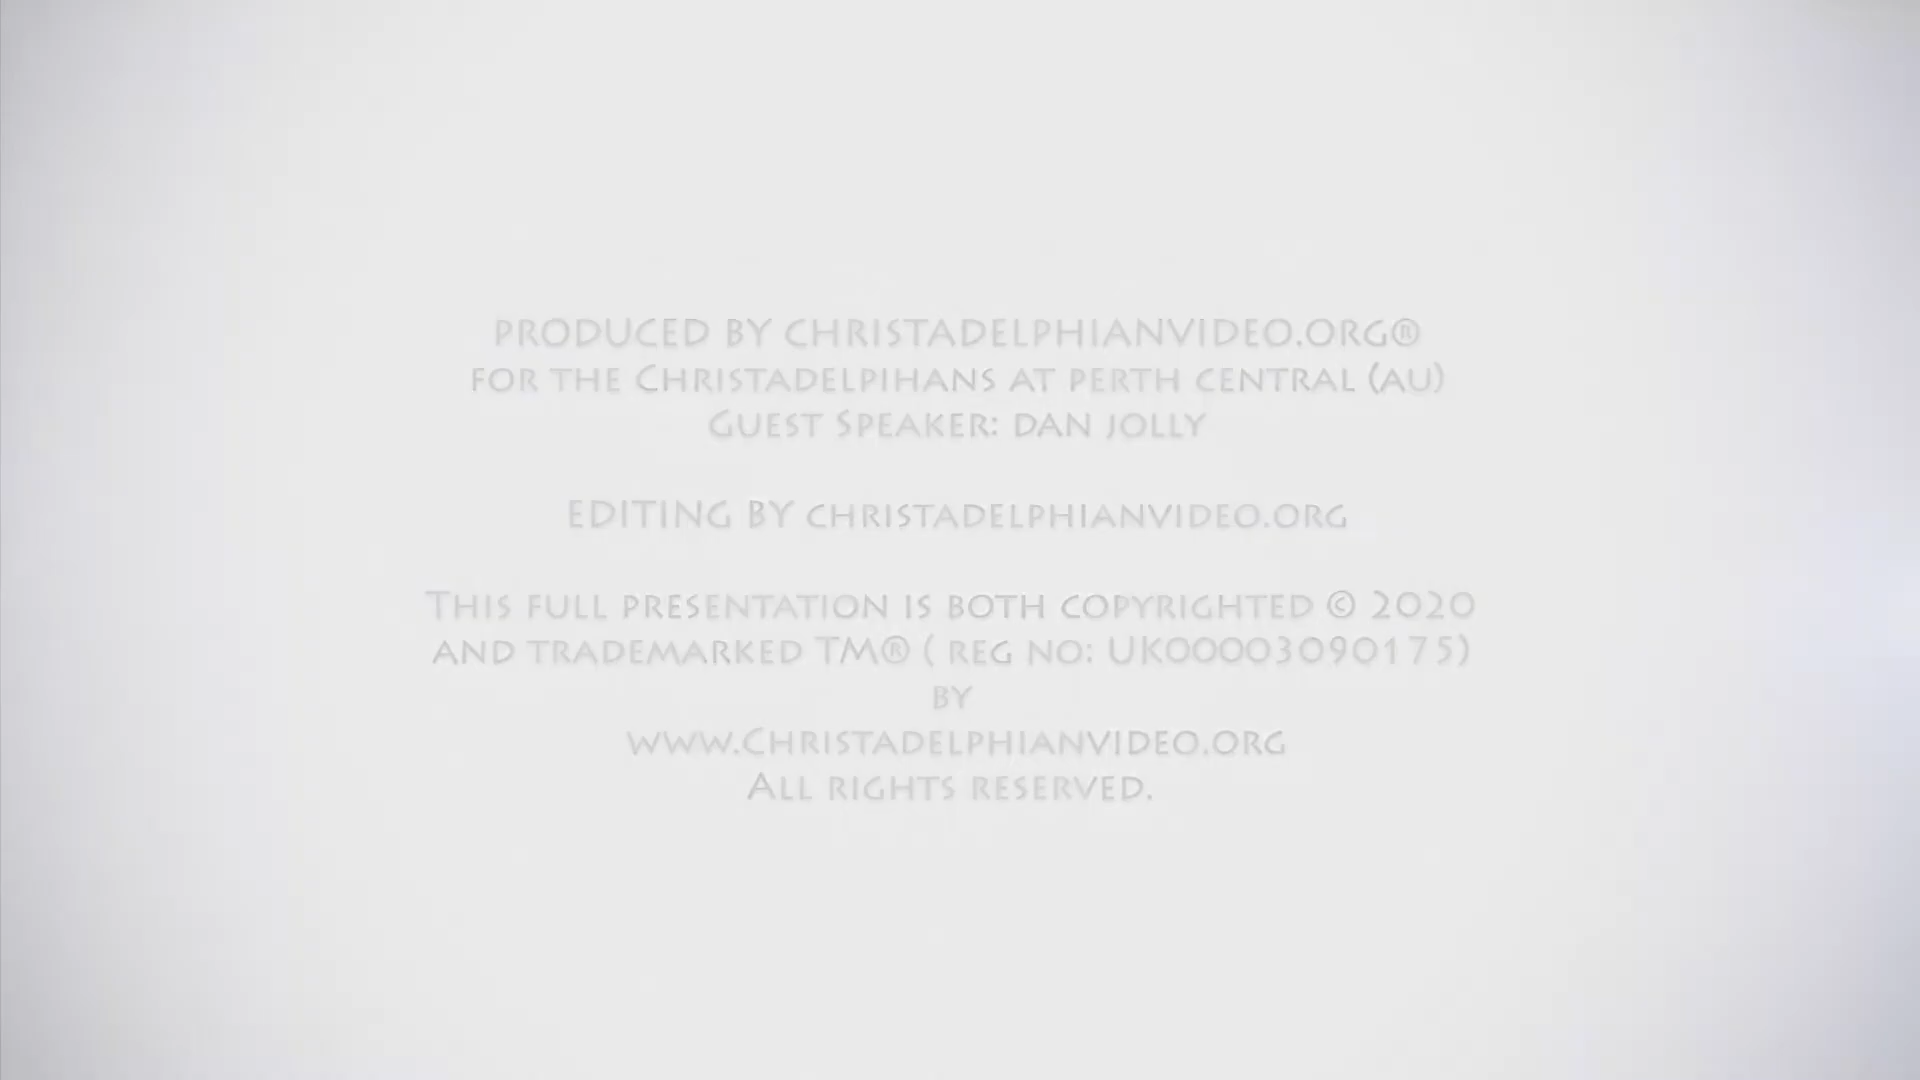 PRODUCED BY CHRISTADELPHIANVIDEO.ORG®
FOR THE CHRISTADELPIHANS AT PERTH CENTRAL (AU)
GUEST SPEAKER: DAN JOLLY
EDITING BY CHRISTADELPHIANVIDEO.ORG
THIS FULL PRESENTATION IS BOTH COPYRIGHTED © 2020
AND TRADEMARKED TM® ( REG NO: UK00003090175)
BY
WWW.CHRISTADELPHIANVIDEO.ORG
ALL RIGHTS RESERVED.